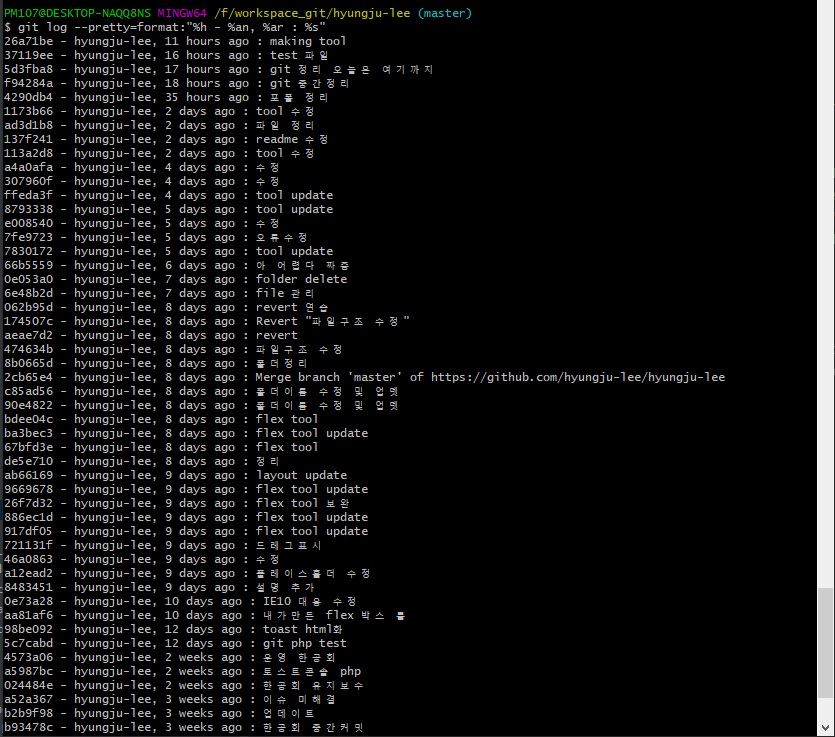 PM107@DESKTOP-NAQQ8NS MINGW64 /f/workspace_git/hyungju-lee (master)
$ git log --pretty=format:"%h - %an, %ar : %s"
26a71be - hyungju-lee, 11 hours ago : making tool
37119ee - hyungju-lee, 16 hours ago : test 파일
5d3fba8 - hyungju-lee, 17 hours ago : git 정리 오늘은 여기까지
f94284a - hyungju-lee, 18 hours ago : git 중간정리
4290db4 - hyungju-lee, 35 hours ago : 포폴 정리
1173b66 - hyungju-lee, 2 days ago : tool 수정
ad3d1b8 - hyungju-lee, 2 days ago : 파일 정리
137f241 - hyungju-lee, 2 days ago : readme 수정
113a2d8 - hyungju-lee, 2 days ago : tool 수정
a4a0afa - hyungju-lee, 4 days ago : 수정
307960f - hyungju-lee, 4 days ago : 수정
ffeda3f - hyungju-lee, 4 days ago : tool update
8793338 - hyungju-lee, 5 days ago : tool update
e008540 - hyungju-lee, 5 days ago : 수정
7fe9723 - hyungju-lee, 5 days ago : 오류수정
7830172 - hyungju-lee, 5 days ago : tool update
66b5559 - hyungju-lee, 6 days ago : 아 어렵다 짜증
0e053a0 - hyungju-lee, 7 days ago : folder delete
6e48b2d - hyungju-lee, 7 days ago : file 관리
062b95d - hyungju-lee, 8 days ago : revert 연습
174507c - hyungju-lee, 8 days ago : Revert "파일구조 수정"
aeae7d2 - hyungju-lee, 8 days ago : revert
474634b - hyungju-lee, 8 days ago : 파일구조 수정
8b0665d - hyungju-lee, 8 days ago : 폴더정리
2cb65e4 - hyungju-lee, 8 days ago : Merge branch 'master' of https://github.com/hyungju-lee/hyungju-lee
c85ad56 - hyungju-lee, 8 days ago : 폴더이름 수정 및 업뎃
90e4822 - hyungju-lee, 8 days ago : 폴더이름 수정 및 업뎃
bdee04c - hyungju-lee, 8 days ago : flex tool
ba3bec3 - hyungju-lee, 8 days ago : flex tool update
67bfd3e - hyungju-lee, 8 days ago : flex tool
de5e710 - hyungju-lee, 8 days ago : 정리
ab66169 - hyungju-lee, 9 days ago : layout update
9669678 - hyungju-lee, 9 days ago : flex tool update
26f7d32 - hyungju-lee, 9 days ago : flex tool 보완
886ec1d - hyungju-lee, 9 days ago : flex tool update
917df05 - hyungju-lee, 9 days ago : flex tool update
721131f - hyungju-lee, 9 days ago : 드레그표시
46a0863 - hyungju-lee, 9 days ago : 수정
a12ead2 - hyungju-lee, 9 days ago : 플레이스홀더 수정
8483451 - hyungju-lee, 9 days ago : 설명 추가
0e73a28 - hyungju-lee, 10 days ago : IE10 대응 수정
aa81af6 - hyungju-lee, 10 days ago : 내가만든 flex 박스 툴
98be092 - hyungju-lee, 12 days ago : toast html화
5c7cabd - hyungju-lee, 12 days ago : git php test
4573a06 - hyungju-lee, 2 weeks ago : 운영 한공회
a5987bc - hyungju-lee, 2 weeks ago : 토스트콘솔 php
024484e - hyungju-lee, 2 weeks ago : 한공회 유지보수
a52a367 - hyungju-lee, 3 weeks ago : 이슈 미해결
b2b9f98 - hyungju-lee, 3 weeks ago : 업데이트
b93478c - hyungju-lee, 3 weeks ago : 한공회 중간커밋